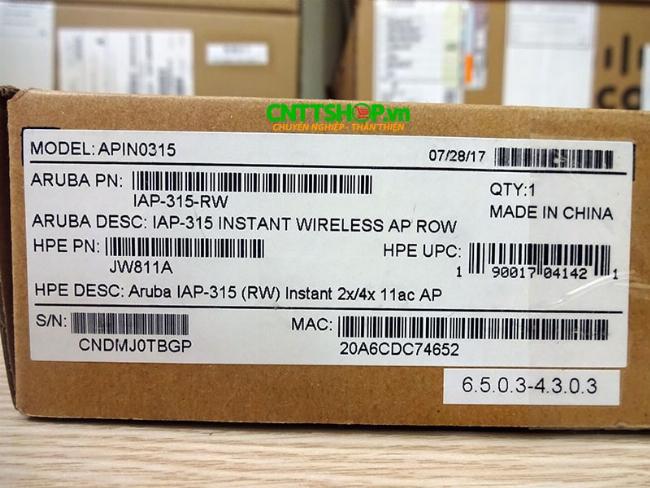 CNTTSHOP.vn
CHUYÊN NGHIỆP - THÂN THIỆN
MODEL: APIN0315
07/28/17
ARUBA PN:
IAP-315-RW
QTY:1
MADE IN CHINA
ARUBA DESC: IAP-315 INSTANT WIRELESS AP ROW
HPE PN:
JW811A
HPE UPC:
1 90017 04142 1
HPE DESC: Aruba IAP-315 (RW) Instant 2x/4x 11ac AP
S/N:
CNDMJ0TBGP
MAC:
20A6CDC74652
6.5.0.3-4.3.0.3